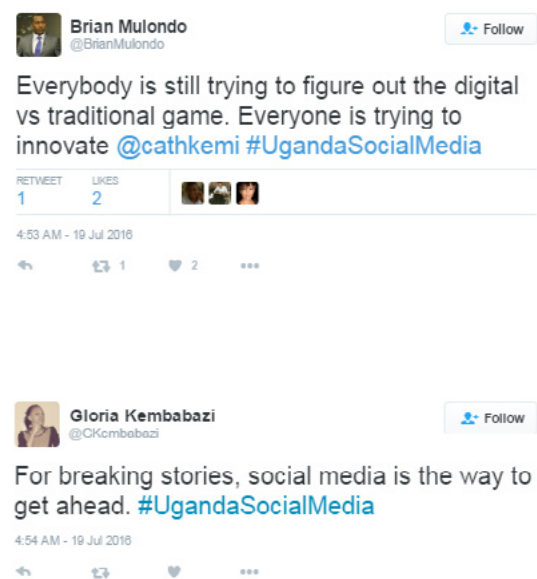 Brian Mulondo
Follow
@BrianMulondo
Everybody is still trying to figure out the digital
vs traditional game. Everyone is trying to
innovate @cathkemi #UgandaSocialMedia
RETWEET LIKES
1 2
4:53 AM - 19 Jul 2016
1 2
Gloria Kembabazi
Follow
@GKembabazi
For breaking stories, social media is the way to
get ahead. #UgandaSocialMedia
4:54 AM - 19 Jul 2016